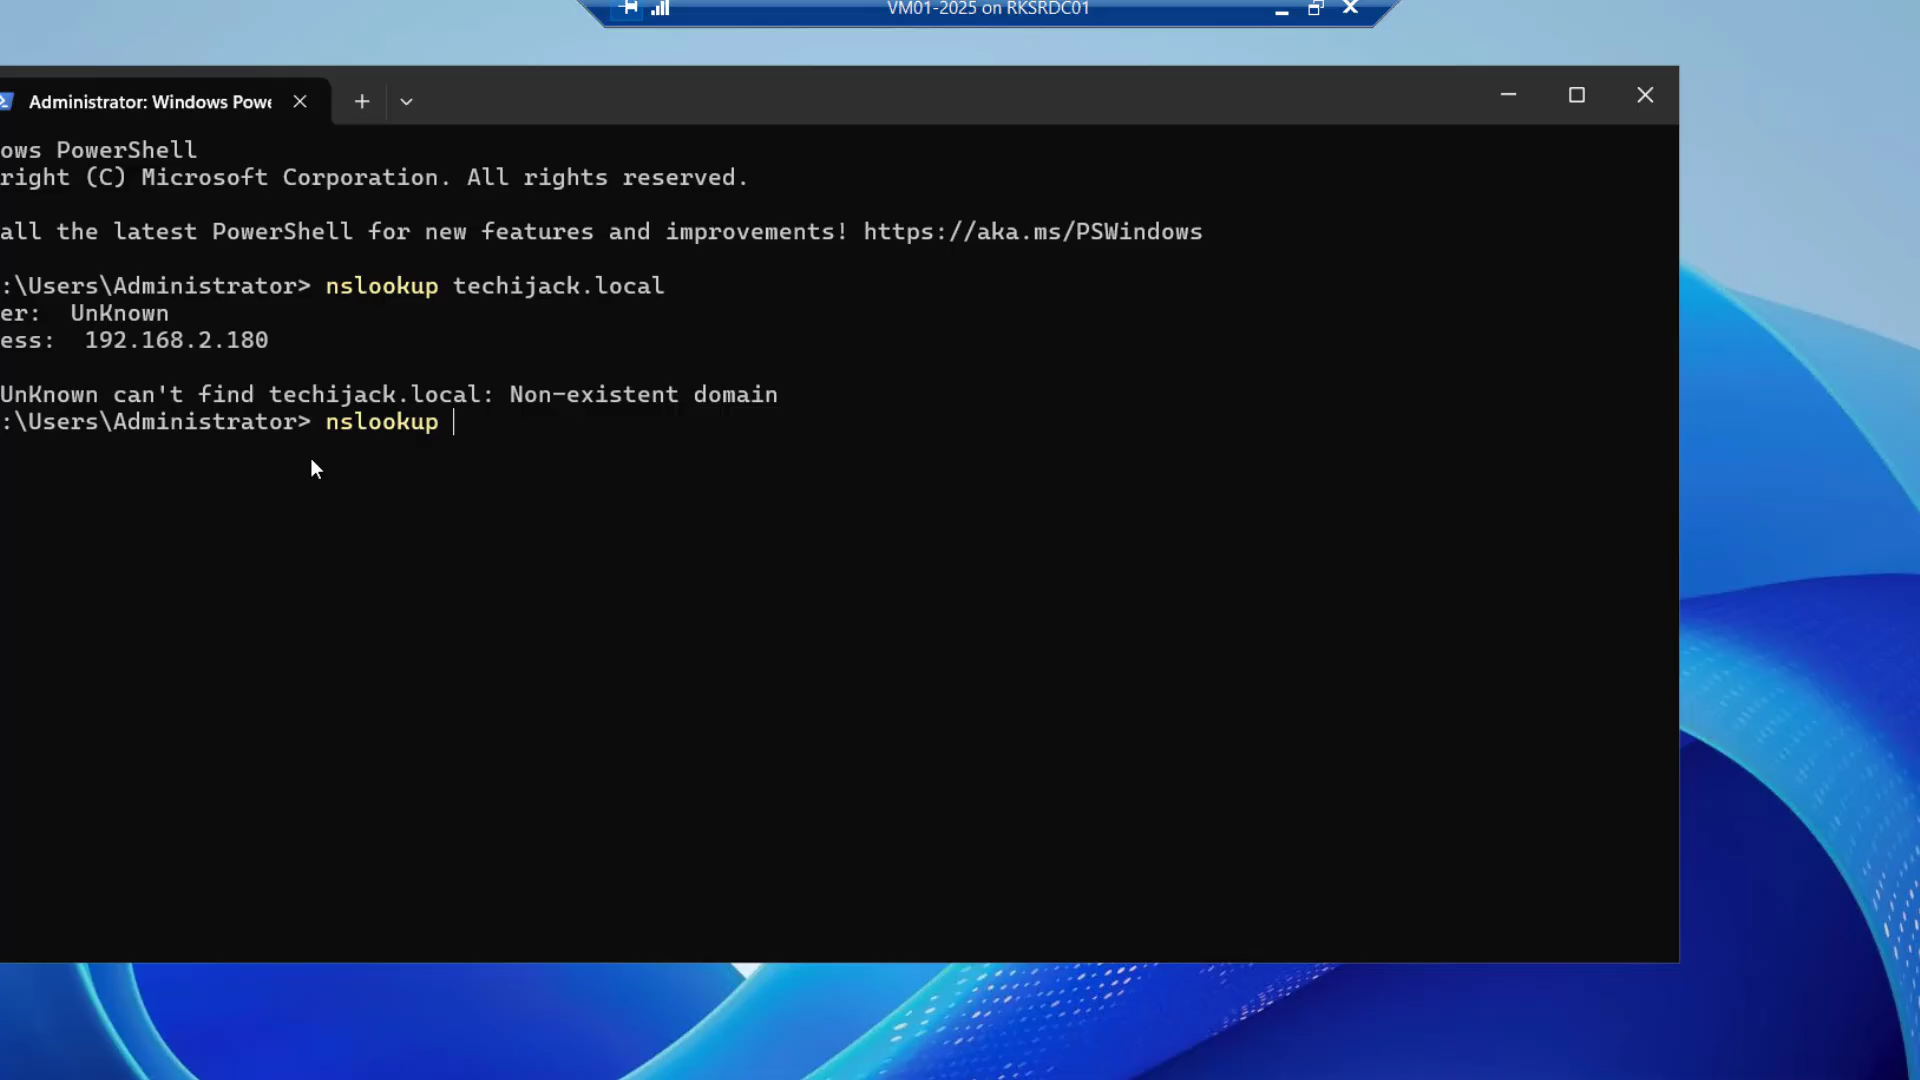 VM01-2025 on RKSRDC01
Administrator: Windows Powe
ows PowerShell
right (C) Microsoft Corporation. All rights reserved.
all the latest PowerShell for new features and improvements! https://aka.ms/PSWindows
:\Users\Administrator> nslookup techijack.local
er:  UnKnown
ess:  192.168.2.180
UnKnown can't find techijack.local: Non-existent domain
:\Users\Administrator> nslookup